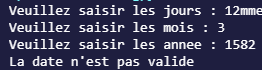 Veuillez saisir les jours : 12mme
Veuillez saisir les mois : 3
Veuillez saisir les annee : 1582
La date n'est pas valide